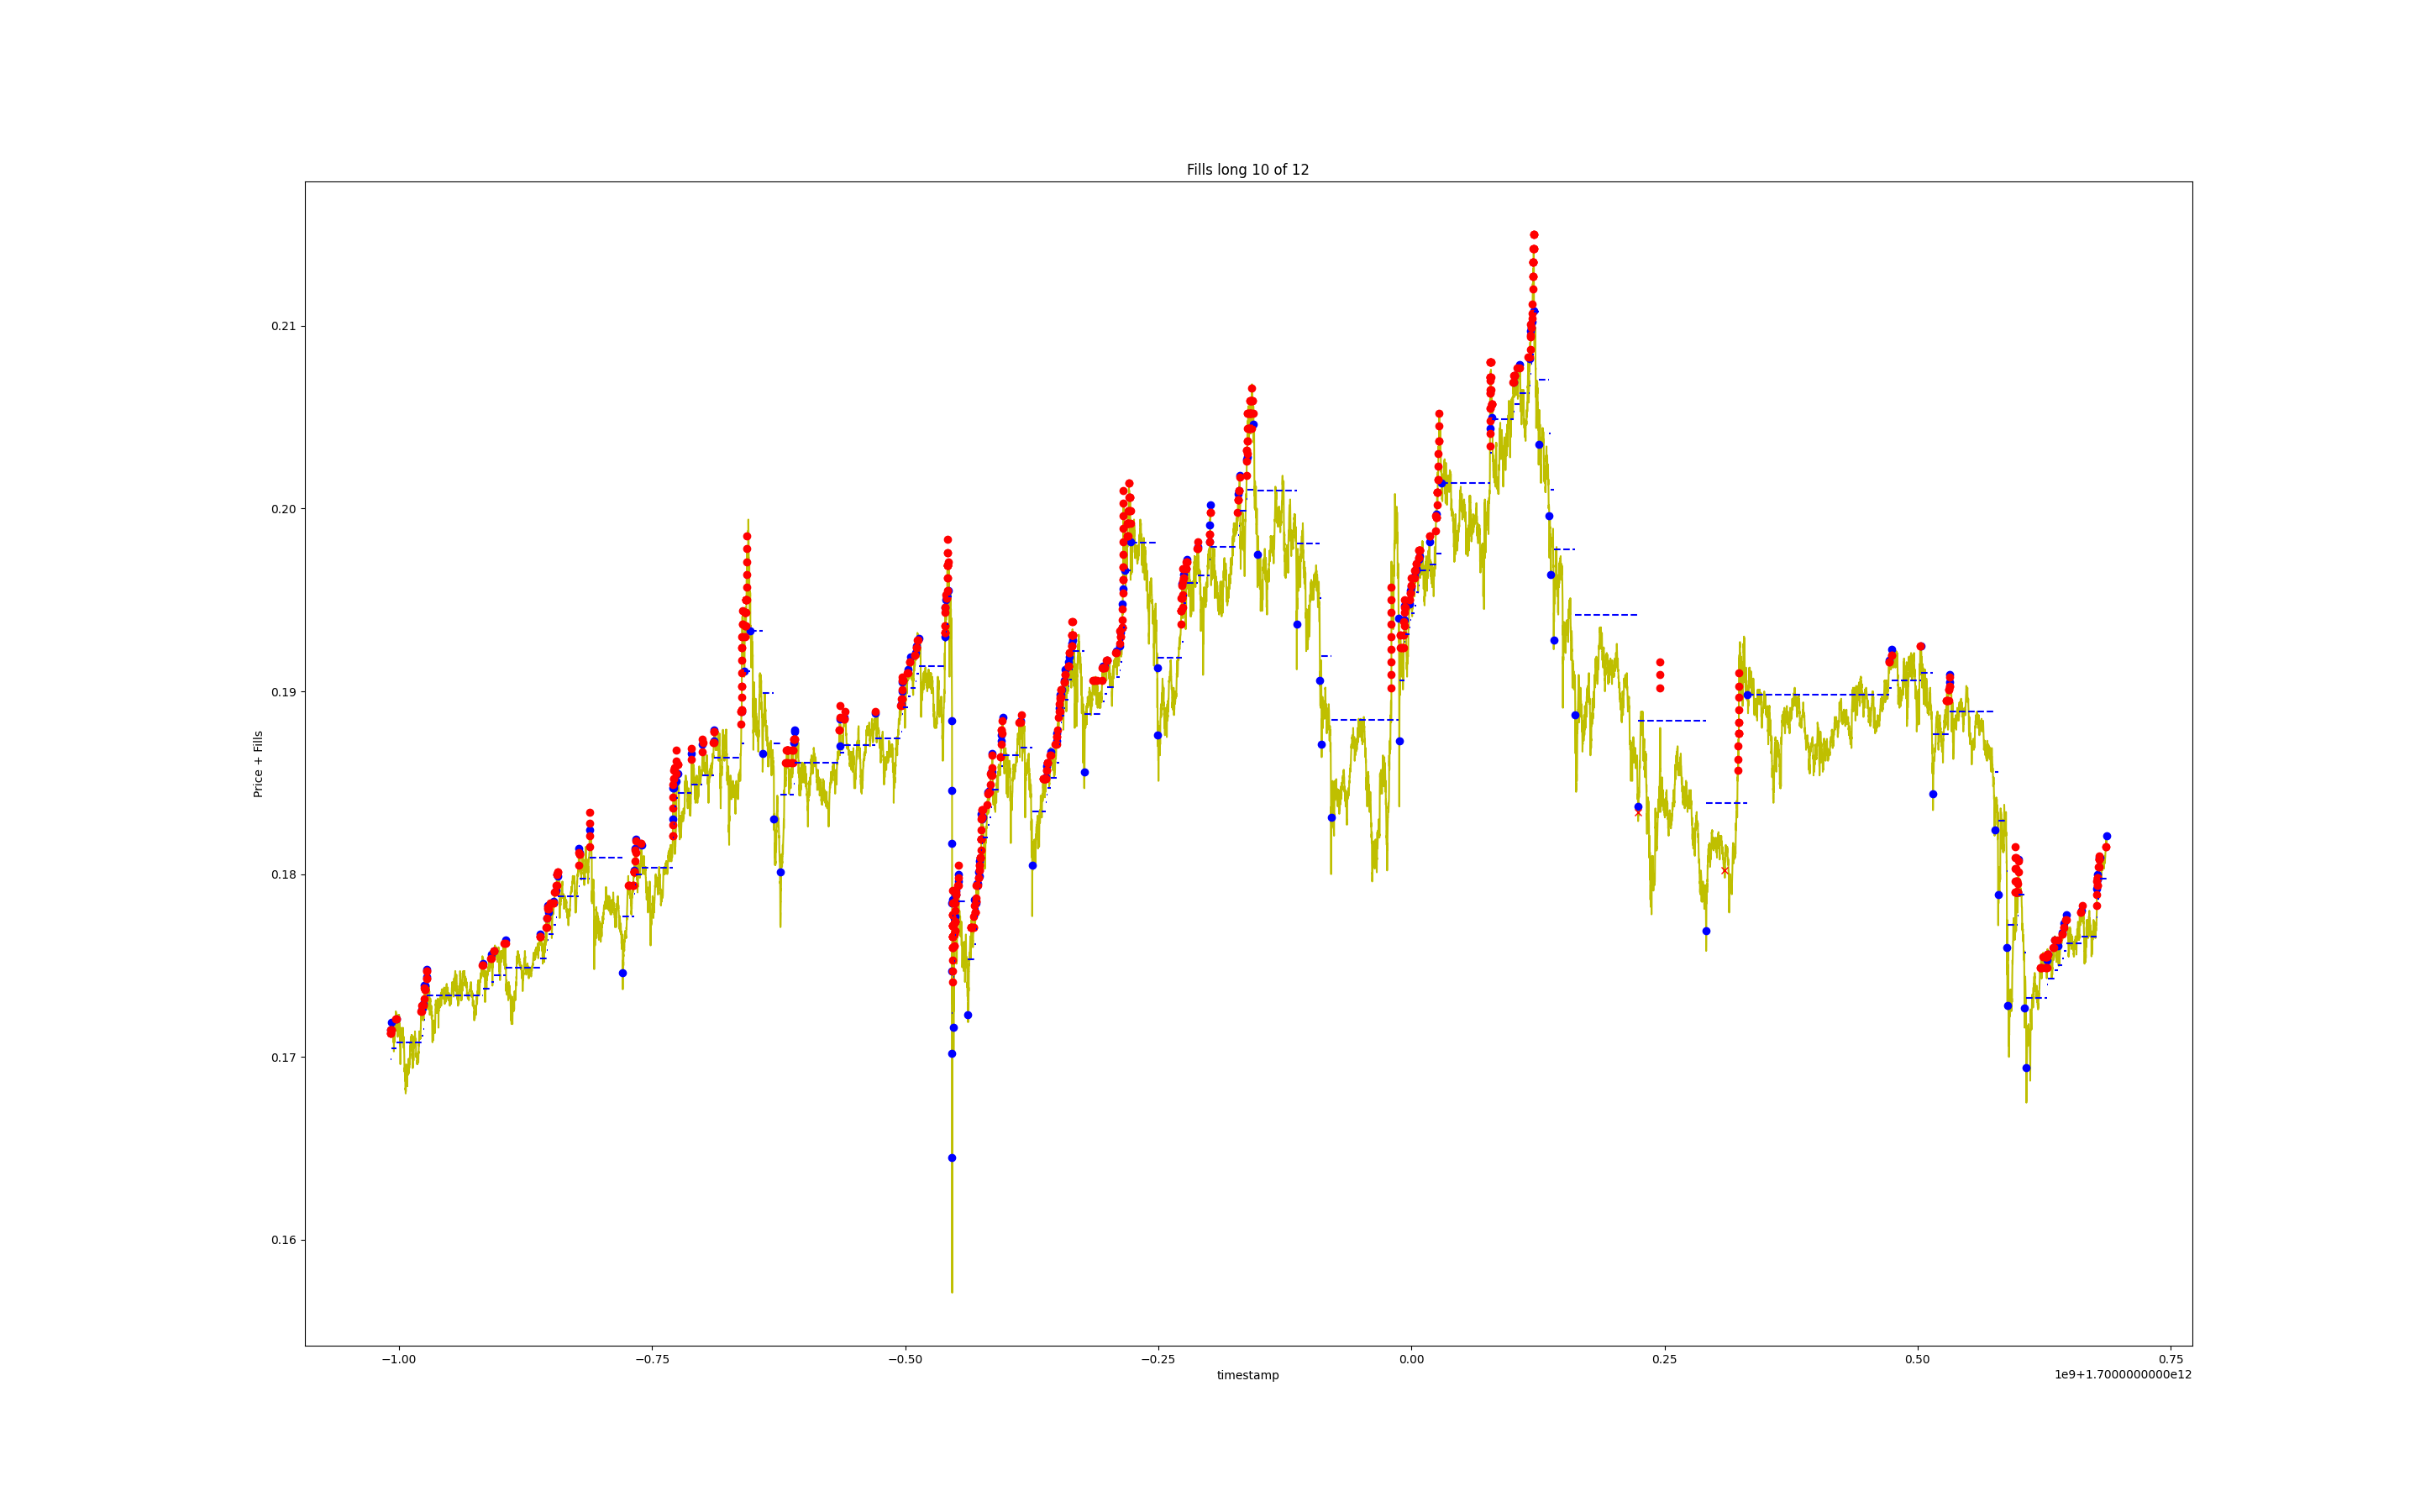 Fills long 10 of 12
Price + Fills
0.21
0.20
0.19
0.18
0.17
0.16
−1.00 −0.75 −0.50 −0.25 0.00 0.25 0.50 0.75
timestamp
1e9+1.7000000000e12